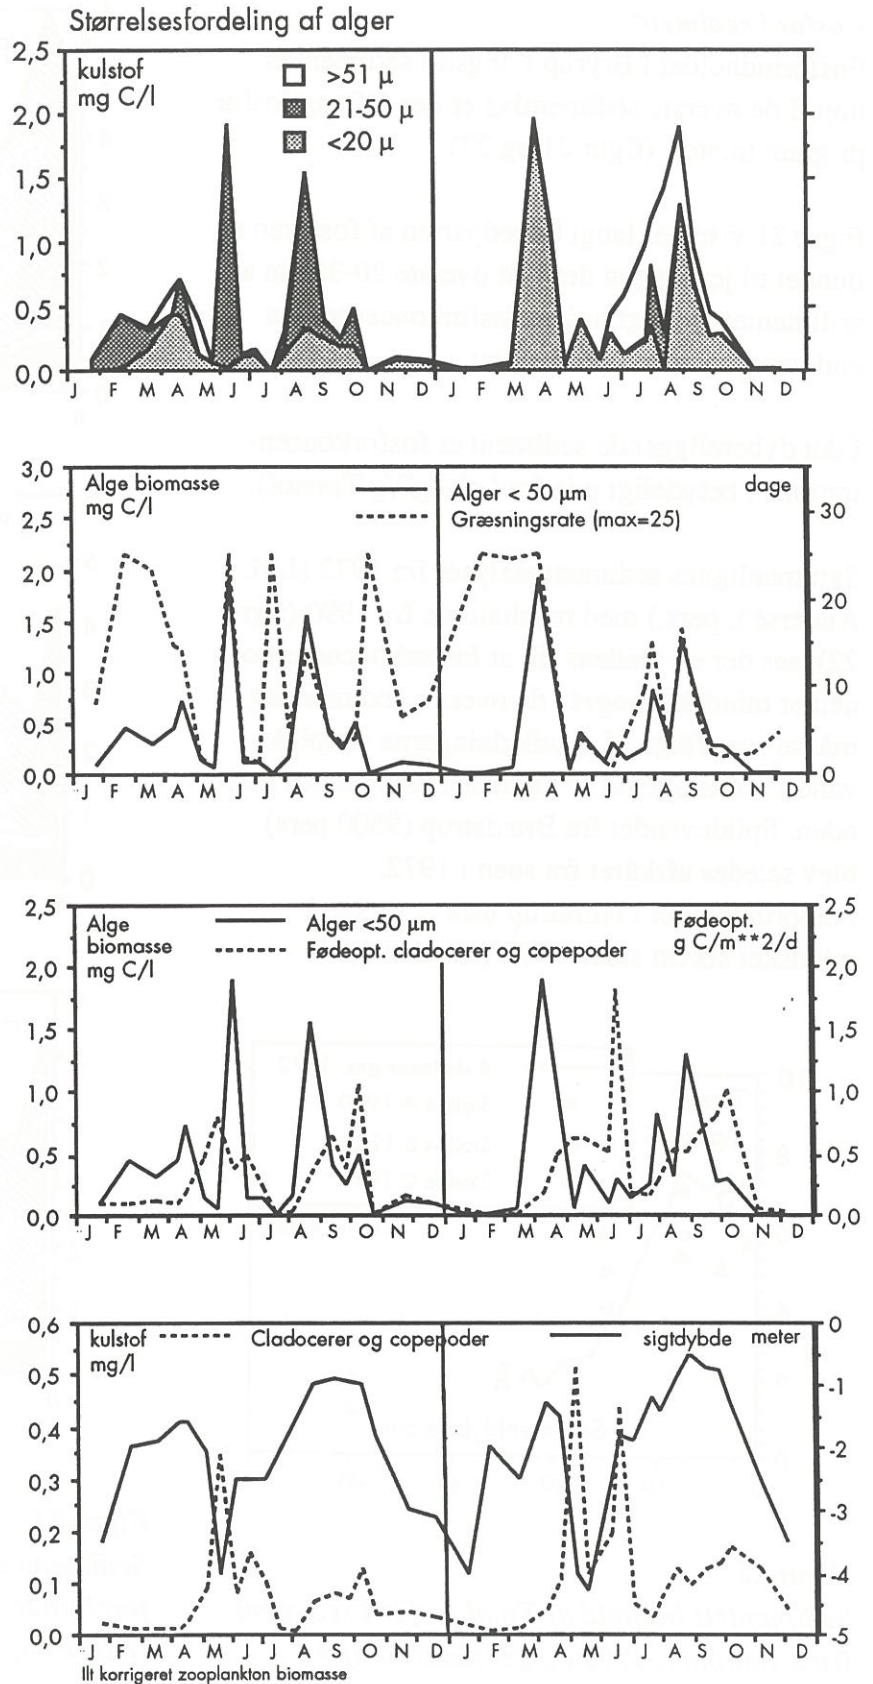 Størrelsesfordeling af alger
kulstof
mg C/l
>51 μ
21-50 μ
<20 μ
2,5
2,0
1,5
1,0
0,5
0,0
J F M A M J J A S O N D J F M A M J J A S O N D
Alge biomasse
mg C/l
Alger < 50 μm
Græsningsrate (max=25)
dage
3,0
2,5
2,0
1,5
1,0
0,5
0,0
30
20
10
0
J F M A M J J A S O N D J F M A M J J A S O N D
Alge
biomasse
mg C/l
Alger <50 μm
Fødeopt. cladocerer og copepoder
Fødeopt.
g C/m**2/d
2,5
2,0
1,5
1,0
0,5
0,0
2,5
2,0
1,5
1,0
0,5
0,0
J F M A M J J A S O N D J F M A M J J A S O N D
kulstof
mg/l
Cladocerer og copepoder
sigtdybde meter
0,6
0,5
0,4
0,3
0,2
0,1
0,0
0
-1
-2
-3
-4
-5
J F M A M J J A S O N D J F M A M J J A S O N D
Ilt korrigeret zooplankton biomasse